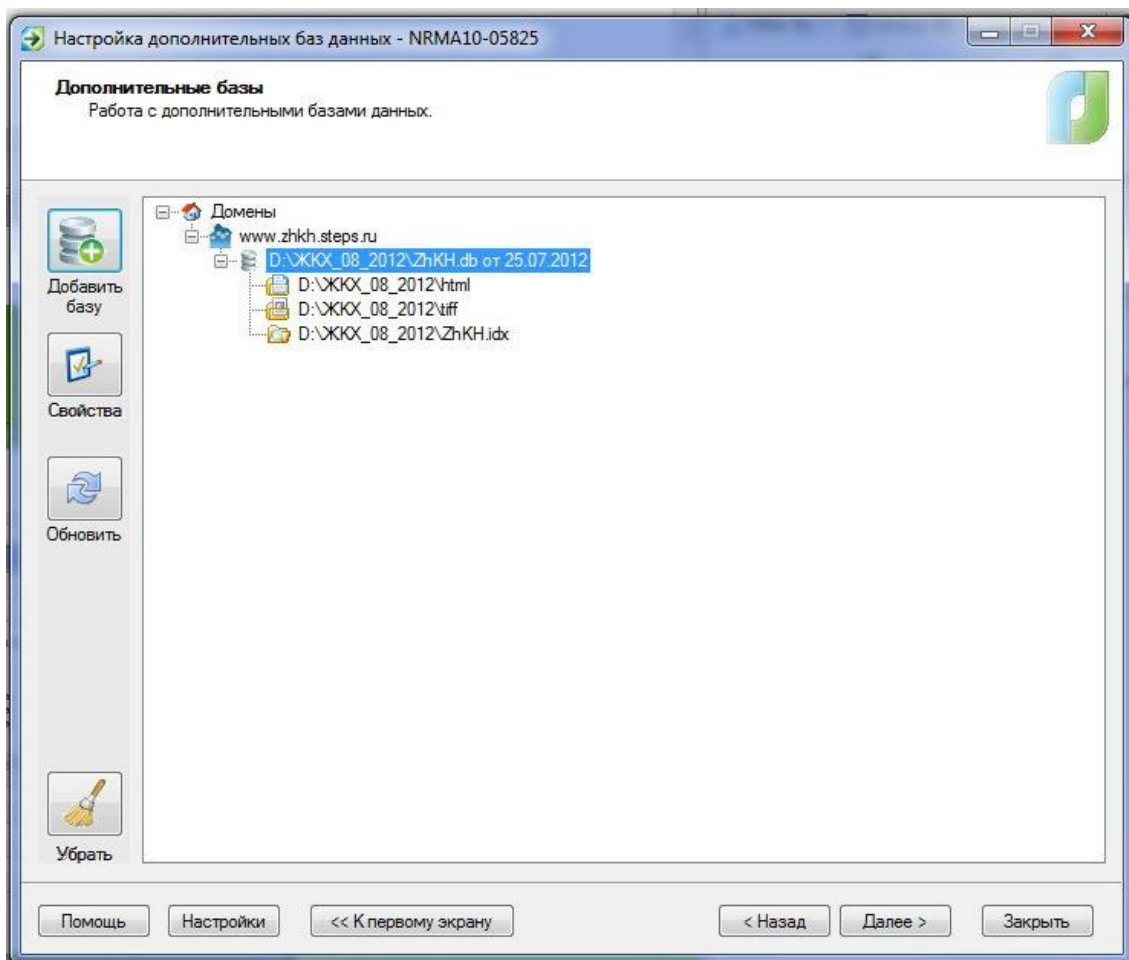 Настройка дополнительных баз данных - NRMA10-05825
Дополнительные базы
Работа с дополнительными базами данных.
Добавить
базу
Свойства
Обновить
Убрать
Домены
www.zhkh.steps.ru
D:\ЖКХ_08_2012\ZhKH.db от 25.07.2012
D:\ЖКХ_08_2012\html
D:\ЖКХ_08_2012\tiff
D:\ЖКХ_08_2012\ZhKH.idx
Помощь
Настройки
<< К первому экрану
< Назад
Далее >
Закрыть